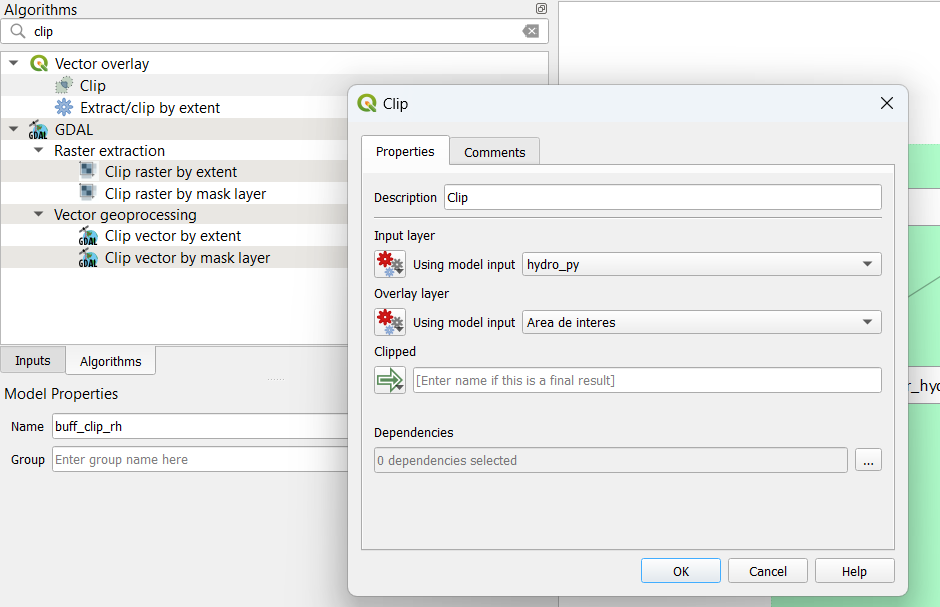 Algorithms
clip
Vector overlay
Clip
Extract/clip by extent
GDAL
Raster extraction
Clip raster by extent
Clip raster by mask layer
Vector geoprocessing
GDAL Clip vector by extent
GDAL Clip vector by mask layer
Inputs Algorithms
Model Properties
Name buff_clip_rh
Group Enter group name here
Clip
Properties Comments
Description Clip
Input layer
Using model input hydro_py
Overlay layer
Using model input Area de interes
Clipped
[Enter name if this is a final result]
Dependencies
0 dependencies selected ...
OK Cancel Help
r_hyd